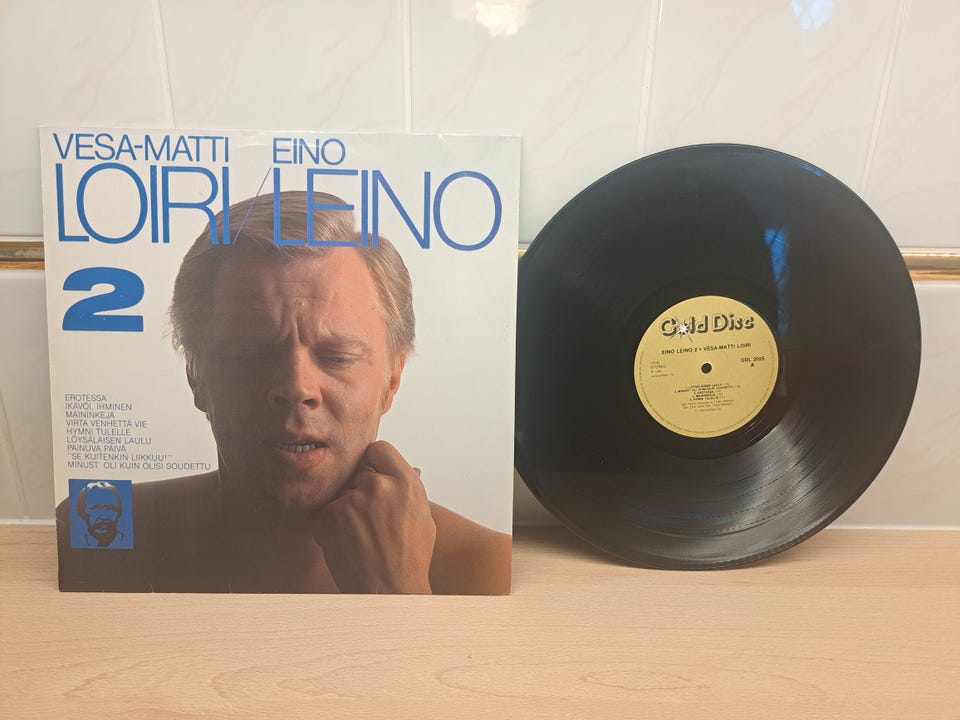 VESA-MATTI
LOIRI/
EINO
LEINO
2
EROTESSA
IKÄVÖI, IHMINEN
MAININKEJA
VIRTA VENHETTÄ VIE
HYMNI TULELLE
LÖYSÄLÄISEN LAULU
PAINUVA PÄIVÄ
"SE KUITENKIN LIIKKUU!"
MINUST' OLI KUIN OLISI SOUDETTU
Gold Disc
EINO LEINO 2 • VESA-MATTI LOIRI
STEREO
GDL 2025
A